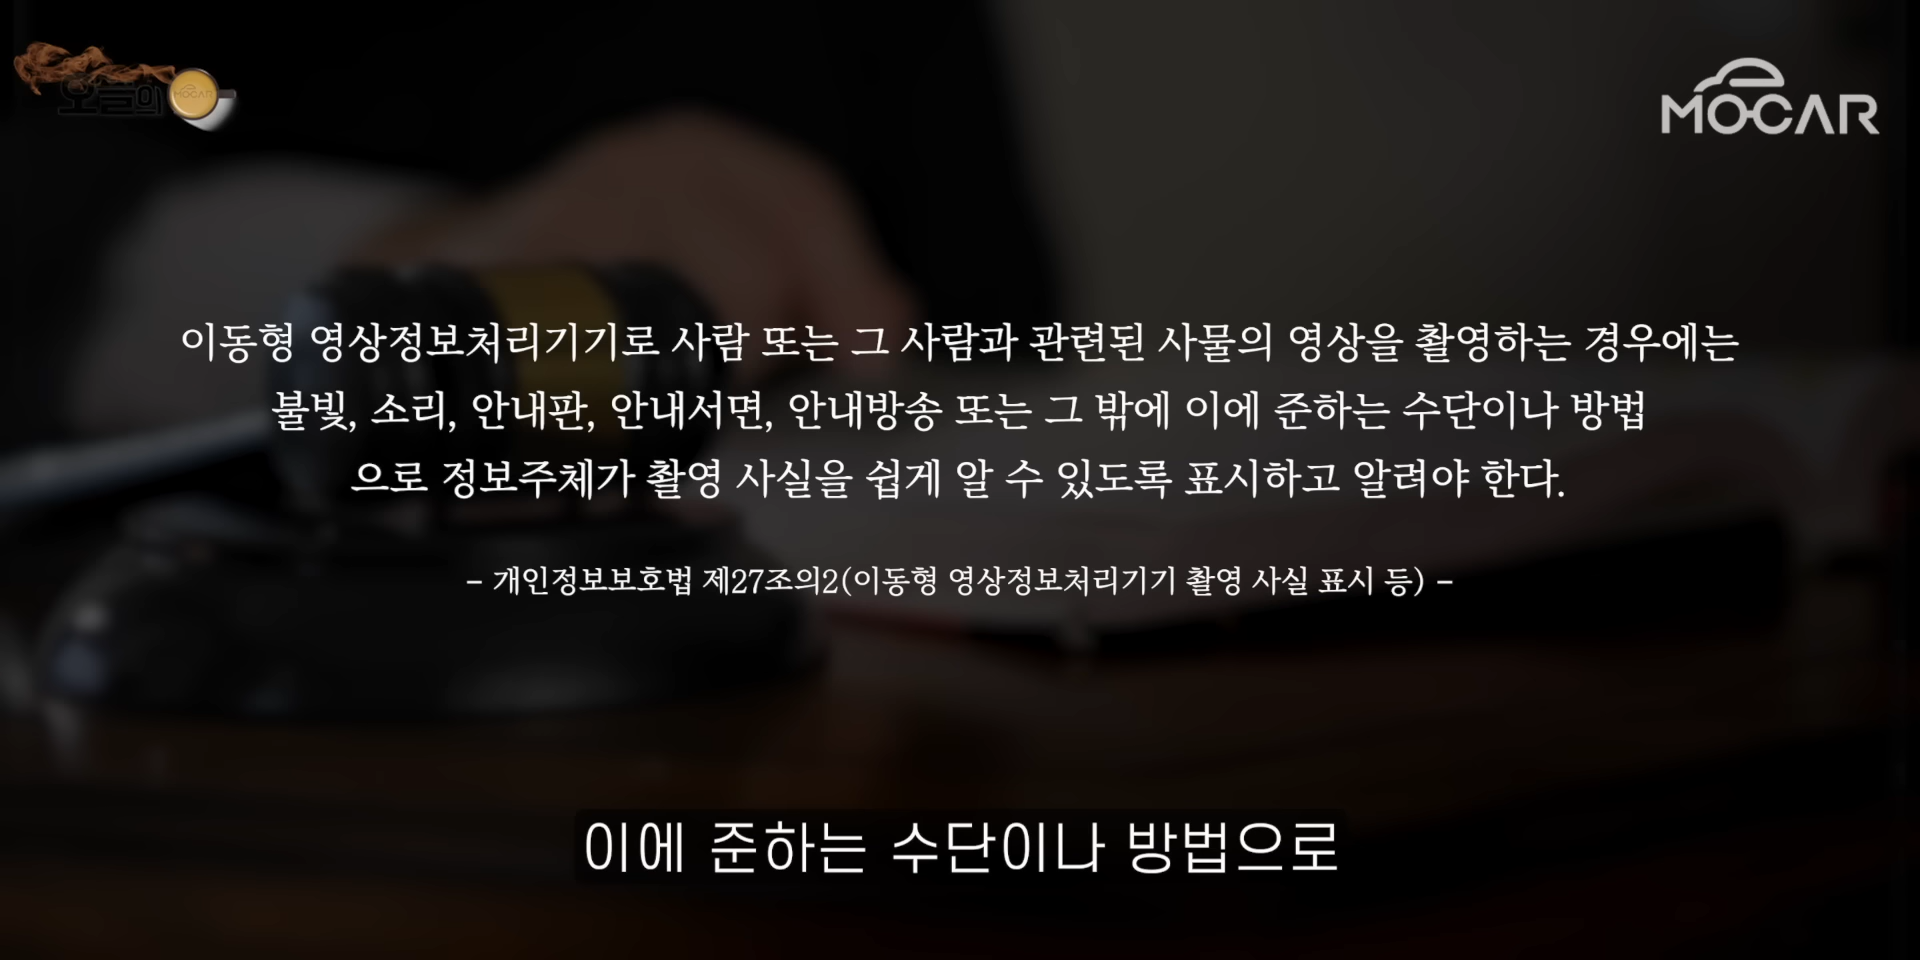 오늘의
MOCAR
MOCAR
이동형 영상정보처리기기로 사람 또는 그 사람과 관련된 사물의 영상을 촬영하는 경우에는
불빛, 소리, 안내판, 안내서면, 안내방송 또는 그 밖에 이에 준하는 수단이나 방법
으로 정보주체가 촬영 사실을 쉽게 알 수 있도록 표시하고 알려야 한다.
– 개인정보보호법 제27조의2(이동형 영상정보처리기기 촬영 사실 표시 등) –
이에 준하는 수단이나 방법으로